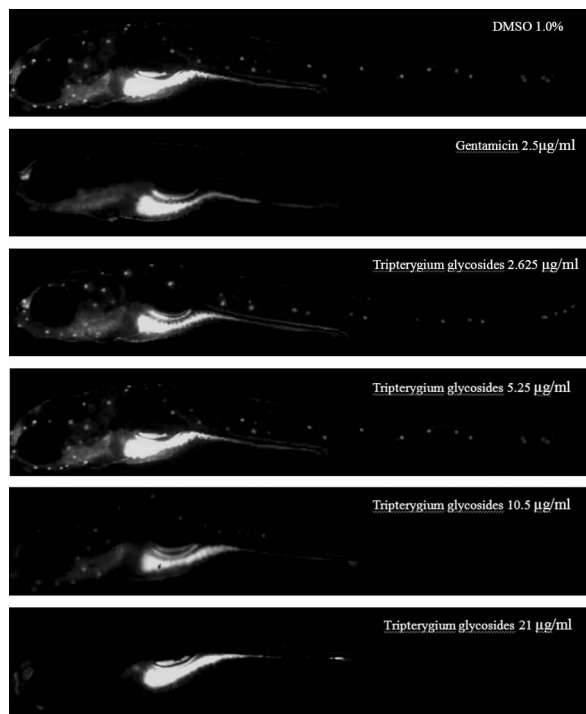 DMSO 1.0%
Gentamicin 2.5μg/ml
Tripterygium glycosides 2.625 μg/ml
Tripterygium glycosides 5.25 μg/ml
Tripterygium glycosides 10.5 μg/ml
Tripterygium glycosides 21 μg/ml